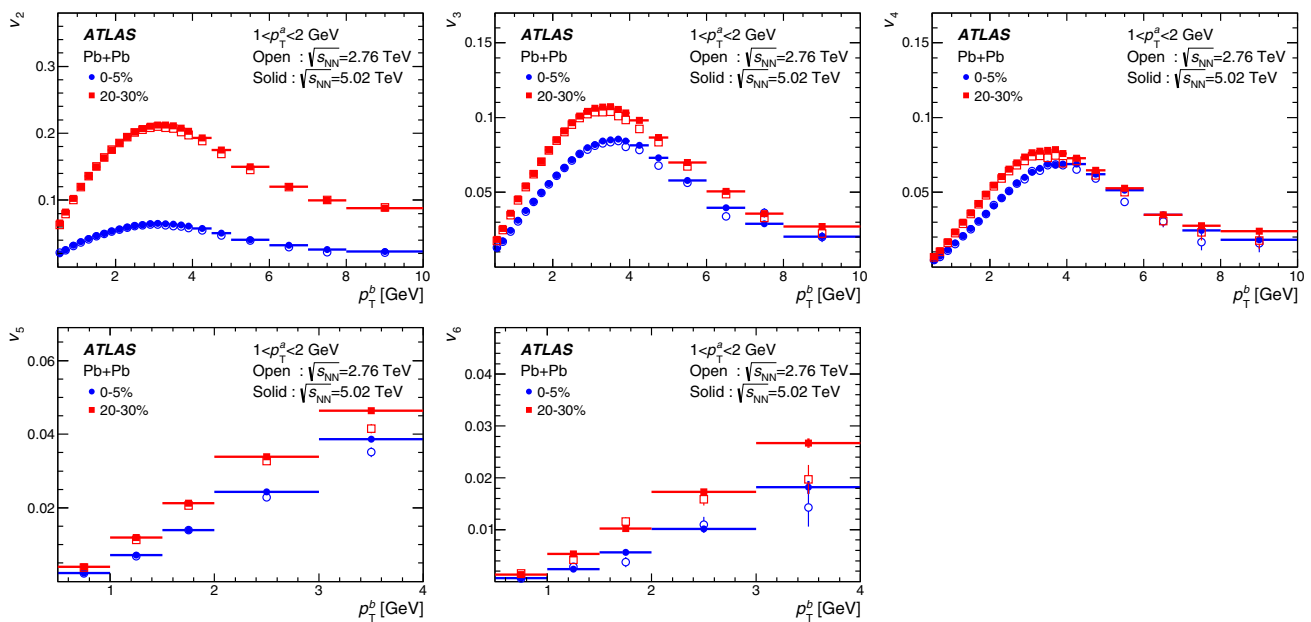 v2
0.3
0.2
0.1
0
ATLAS
Pb+Pb
0-5%
20-30%
1<p_T^a<2 GeV
Open : √s_NN=2.76 TeV
Solid : √s_NN=5.02 TeV
2 4 6 8 10
p_T^b [GeV]
v3
0.15
0.1
0.05
ATLAS
Pb+Pb
0-5%
20-30%
1<p_T^a<2 GeV
Open : √s_NN=2.76 TeV
Solid : √s_NN=5.02 TeV
2 4 6 8 10
p_T^b [GeV]
v4
0.15
0.1
0.05
ATLAS
Pb+Pb
0-5%
20-30%
1<p_T^a<2 GeV
Open : √s_NN=2.76 TeV
Solid : √s_NN=5.02 TeV
2 4 6 8 10
p_T^b [GeV]
v5
0.06
0.04
0.02
ATLAS
Pb+Pb
0-5%
20-30%
1<p_T^a<2 GeV
Open : √s_NN=2.76 TeV
Solid : √s_NN=5.02 TeV
1 2 3 4
p_T^b [GeV]
v6
0.04
0.03
0.02
0.01
ATLAS
Pb+Pb
0-5%
20-30%
1<p_T^a<2 GeV
Open : √s_NN=2.76 TeV
Solid : √s_NN=5.02 TeV
1 2 3 4
p_T^b [GeV]